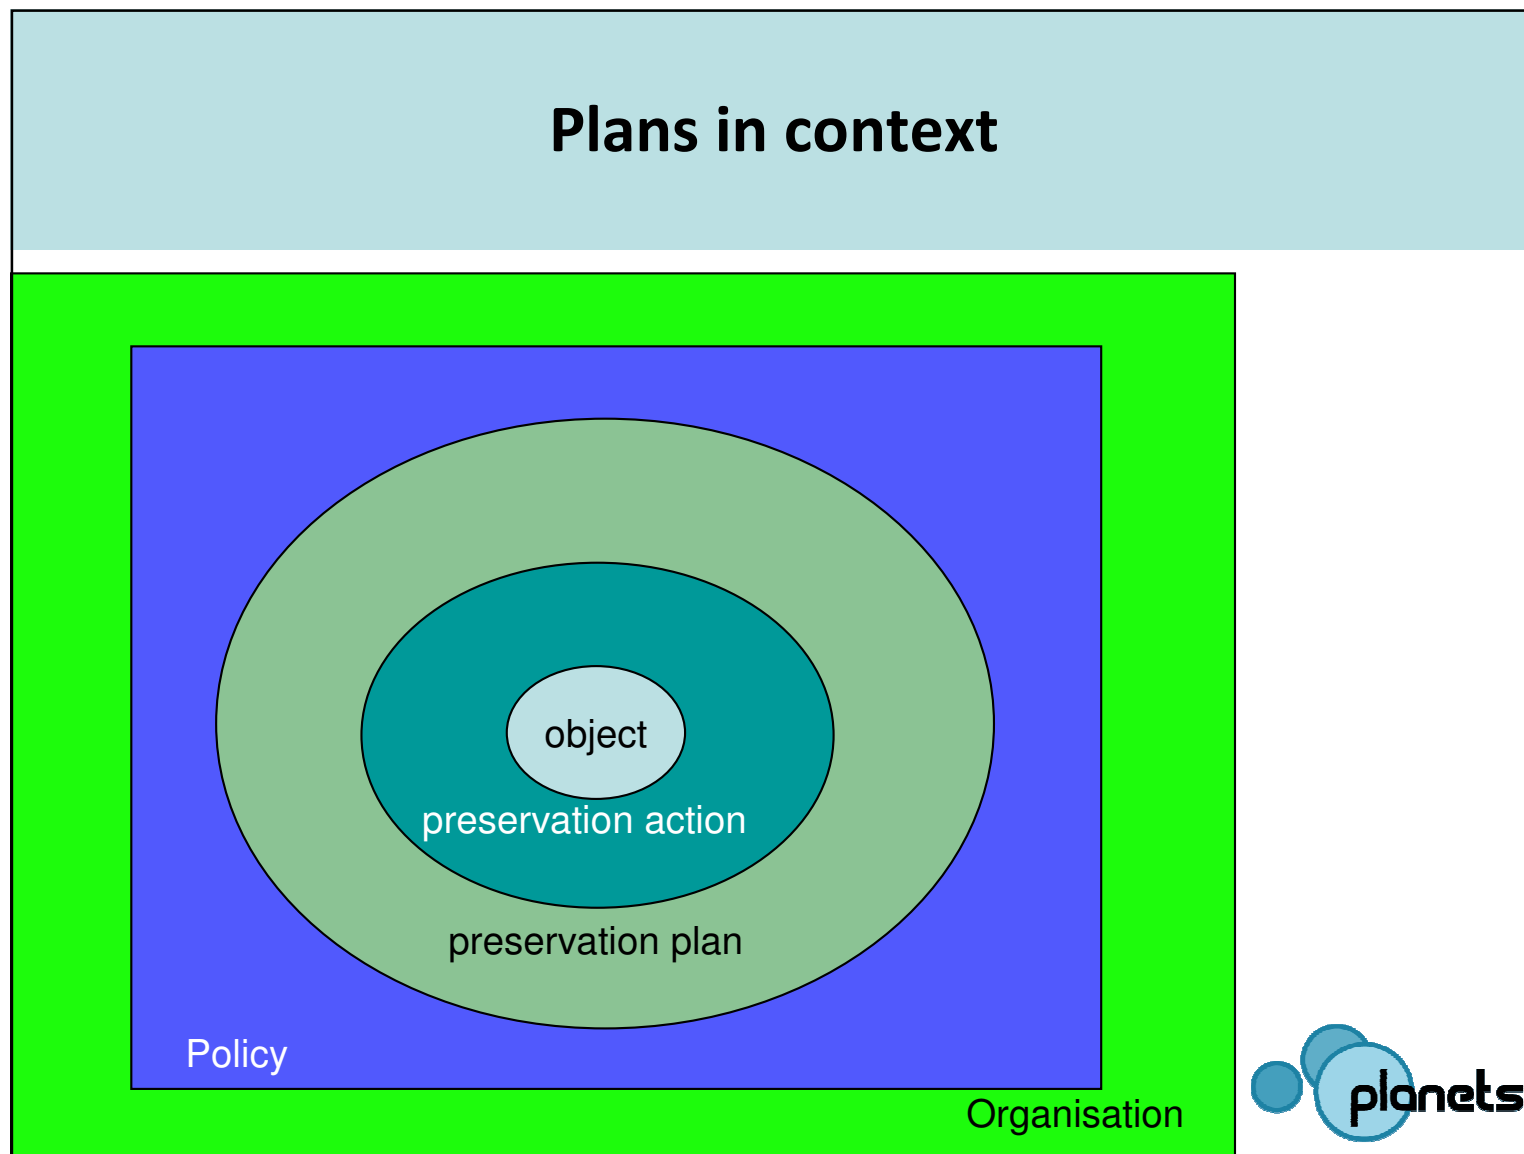 Plans in context
object
preservation action
preservation plan
Policy
Organisation
planets